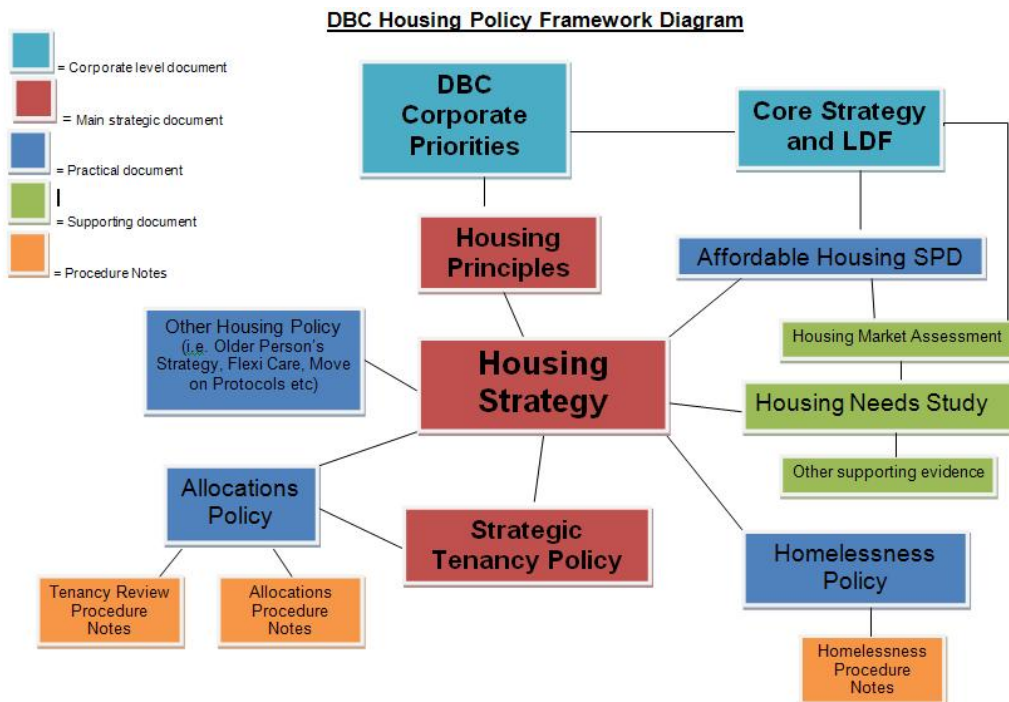 DBC Housing Policy Framework Diagram
= Corporate level document
= Main strategic document
= Practical document
= Supporting document
= Procedure Notes
DBC
Corporate
Priorities
Core Strategy
and LDF
Housing
Principles
Affordable Housing SPD
Other Housing Policy
(i.e. Older Person's
Strategy, Flexi Care, Move
on Protocols etc)
Housing
Strategy
Housing Market Assessment
Housing Needs Study
Other supporting evidence
Allocations
Policy
Strategic
Tenancy Policy
Homelessness
Policy
Tenancy Review
Procedure
Notes
Allocations
Procedure
Notes
Homelessness
Procedure
Notes